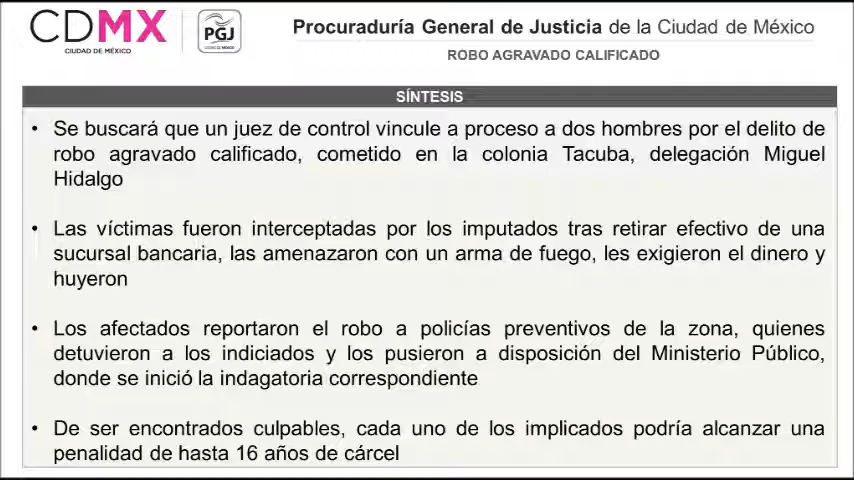 CDMX
CIUDAD DE MÉXICO
PGJ
Procuraduría General de Justicia de la Ciudad de México
ROBO AGRAVADO CALIFICADO
SÍNTESIS
• Se buscará que un juez de control vincule a proceso a dos hombres por el delito de
robo agravado calificado, cometido en la colonia Tacuba, delegación Miguel
Hidalgo
• Las víctimas fueron interceptadas por los imputados tras retirar efectivo de una
sucursal bancaria, las amenazaron con un arma de fuego, les exigieron el dinero y
huyeron
• Los afectados reportaron el robo a policías preventivos de la zona, quienes
detuvieron a los indiciados y los pusieron a disposición del Ministerio Público,
donde se inició la indagatoria correspondiente
• De ser encontrados culpables, cada uno de los implicados podría alcanzar una
penalidad de hasta 16 años de cárcel